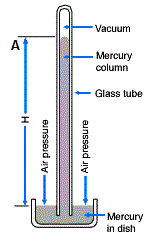 Vacuum
A
Mercury
column
Glass tube
H
Air pressure
Air pressure
Mercury
in dish